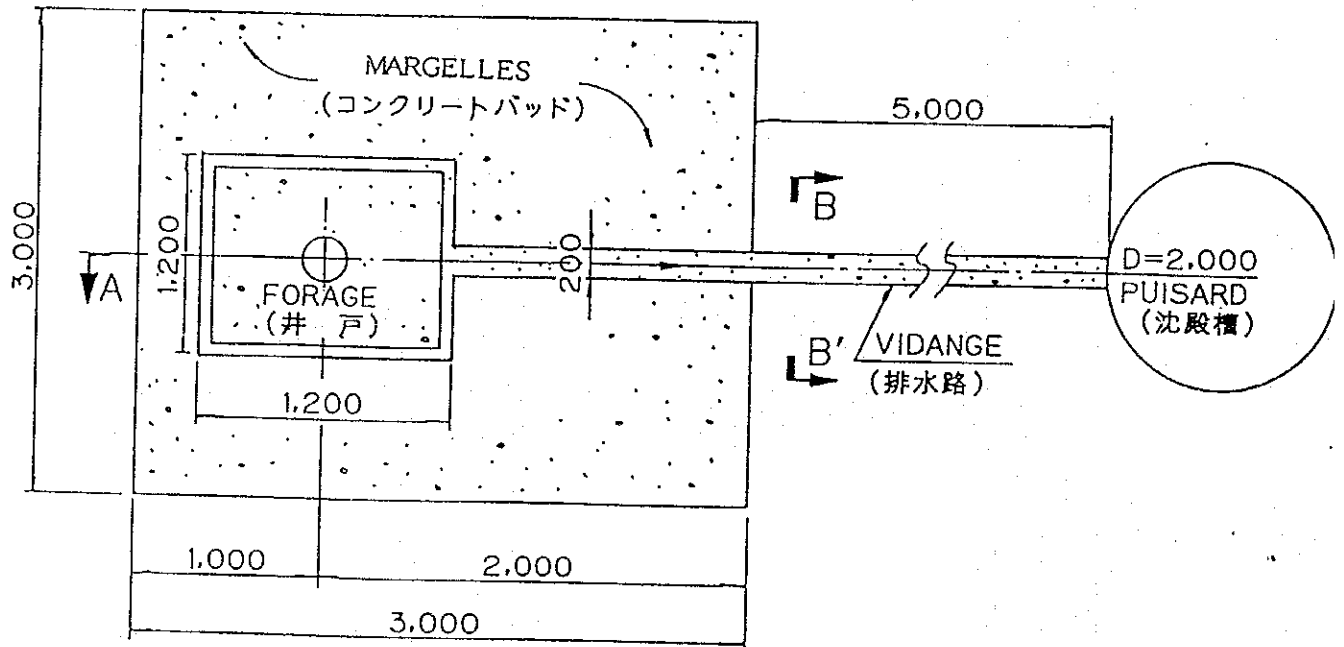 MARGELLES
(コンクリートパッド)
5,000
B
3,000
1,200
A
200
FORAGE
(井 戸)
D=2,000
PUISARD
(沈殿槽)
B'
VIDANGE
(排水路)
1,200
1,000
2,000
3,000